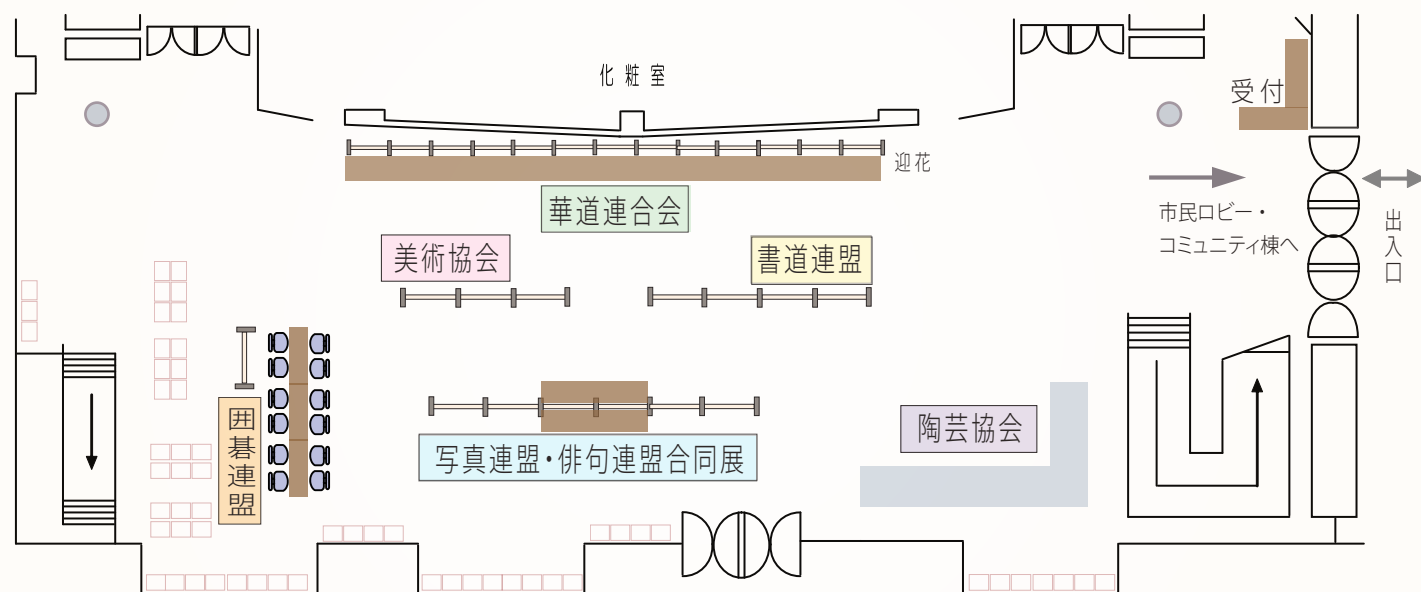 化粧室
受付
迎花
華道連合会
美術協会
書道連盟
市民ロビー・
コミュニティ棟へ
出入口
囲碁連盟
陶芸協会
写真連盟・俳句連盟合同展